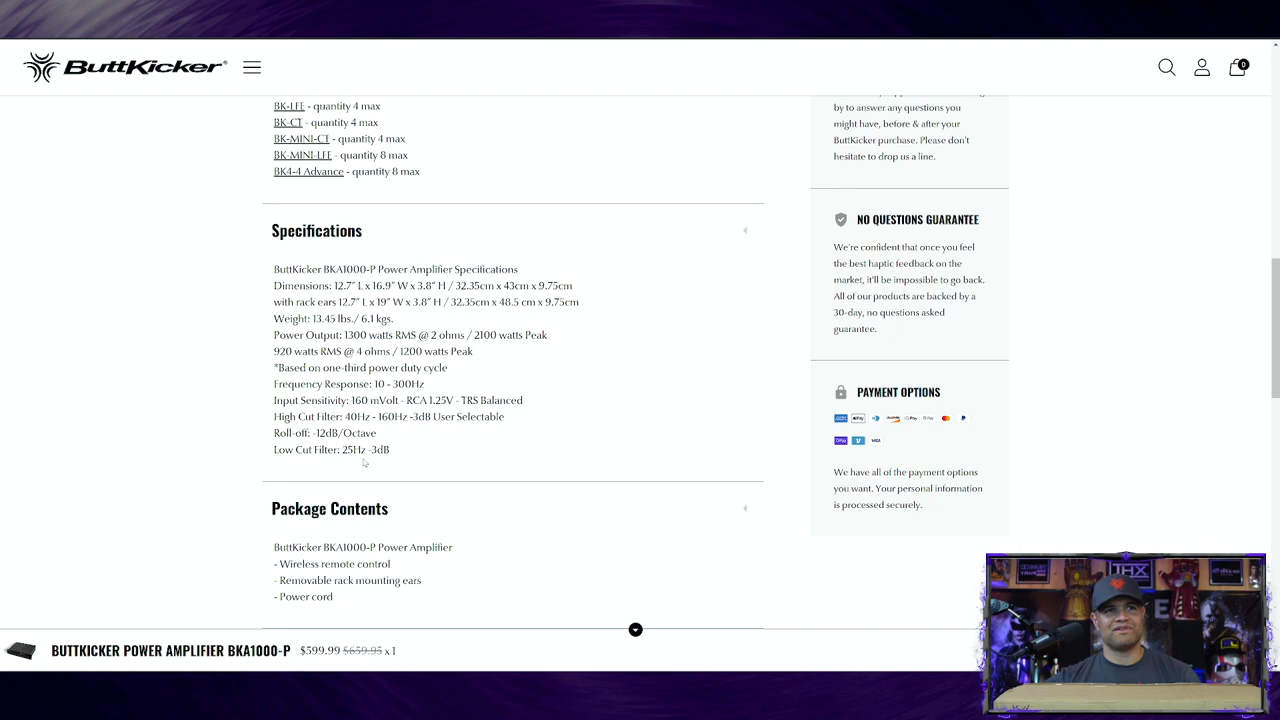 ButtKicker®
0
BK-LFE - quantity 4 max
BK-CT - quantity 4 max
BK-MINI-CT - quantity 4 max
BK-MINI-LFE - quantity 8 max
BK4-4 Advance - quantity 8 max
Specifications
ButtKicker BKA1000-P Power Amplifier Specifications
Dimensions: 12.7" L x 16.9" W x 3.8" H / 32.35cm x 43cm x 9.75cm
with rack ears 12.7" L x 19" W x 3.8" H / 32.35cm x 48.5 cm x 9.75cm
Weight: 13.45 lbs./ 6.1 kgs.
Power Output: 1300 watts RMS @ 2 ohms / 2100 watts Peak
920 watts RMS @ 4 ohms / 1200 watts Peak
*Based on one-third power duty cycle
Frequency Response: 10 - 300Hz
Input Sensitivity: 160 mVolt - RCA 1.25V - TRS Balanced
High Cut Filter: 40Hz - 160Hz -3dB User Selectable
Roll-off: -12dB/Octave
Low Cut Filter: 25Hz -3dB
Package Contents
ButtKicker BKA1000-P Power Amplifier
- Wireless remote control
- Removable rack mounting ears
- Power cord
by to answer any questions you
might have, before & after your
ButtKicker purchase. Please don't
hesitate to drop us a line.
NO QUESTIONS GUARANTEE
We're confident that once you feel
the best haptic feedback on the
market, it'll be impossible to go back.
All of our products are backed by a
30-day, no questions asked
guarantee.
PAYMENT OPTIONS
VISA
We have all of the payment options
you want. Your personal information
is processed securely.
BUTTKICKER POWER AMPLIFIER BKA1000-P $599.99 $659.95 x 1
THX